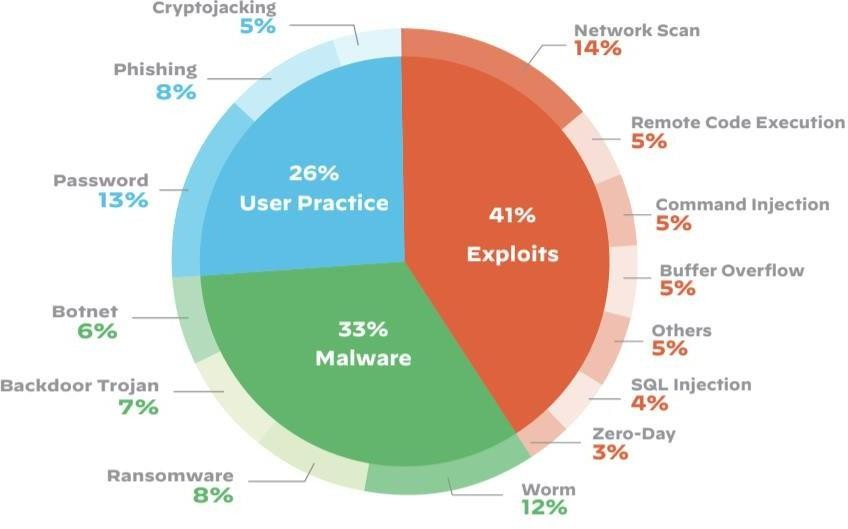 Cryptojacking
5%
Phishing
8%
Password
13%
Botnet
6%
Backdoor Trojan
7%
Ransomware
8%
26%
User Practice
33%
Malware
41%
Exploits
Network Scan
14%
Remote Code Execution
5%
Command Injection
5%
Buffer Overflow
5%
Others
5%
SQL Injection
4%
Zero-Day
3%
Worm
12%